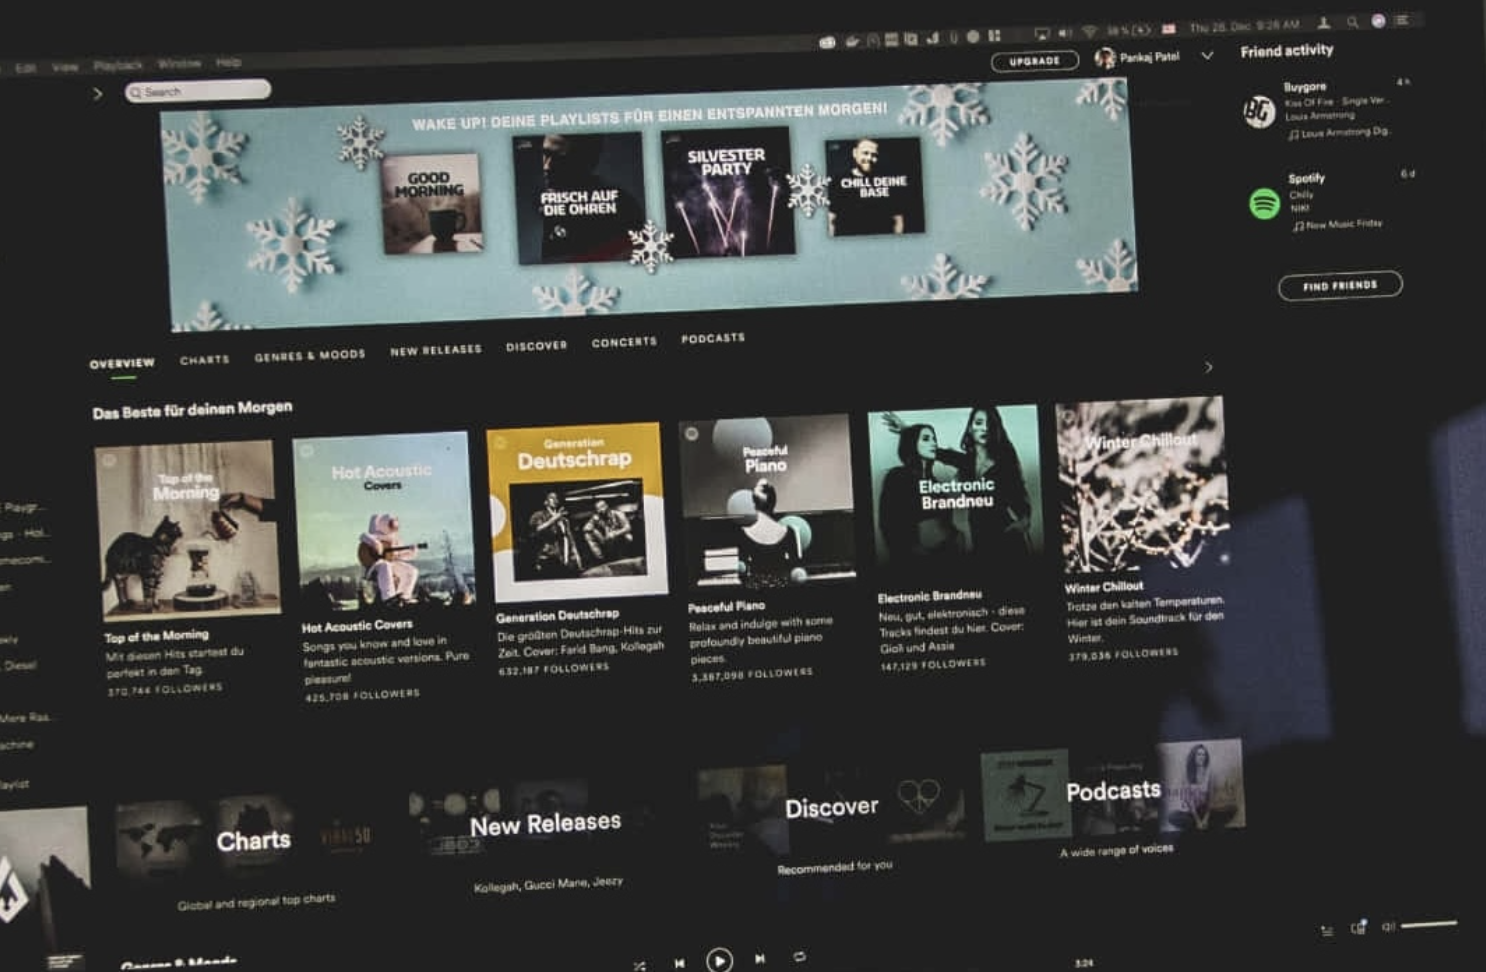 Edit View Playback Window Help
Thu 28. Dec 9:28 AM
Search
UPGRADE
Pankaj Patel
WAKE UP! DEINE PLAYLISTS FÜR EINEN ENTSPANNTEN MORGEN!
GOOD
MORNING
FRISCH AUF
DIE OHREN
SILVESTER
PARTY
CHILL DEINE
BASE
Friend activity
Buygore
Kiss Of Fire - Single Ver...
Louis Armstrong
Louis Armstrong Dig...
BG
Spotify
6 d
Chilly
NIKI
New Music Friday
FIND FRIENDS
OVERVIEW CHARTS GENRES & MOODS NEW RELEASES DISCOVER CONCERTS PODCASTS
Das Beste für deinen Morgen
Top of the
Morning
Hot Acoustic
Covers
Generation
Deutschrap
Peaceful
Piano
Electronic
Brandneu
Winter Chillout
Top of the Morning
Mit diesen Hits startest du
perfekt in den Tag.
370,744 FOLLOWERS
Hot Acoustic Covers
Songs you know and love in
fantastic acoustic versions. Pure
pleasure!
425,708 FOLLOWERS
Generation Deutschrap
Die größten Deutschrap-Hits zur
Zeit. Cover: Farid Bang, Kollegah
632,187 FOLLOWERS
Peaceful Piano
Relax and indulge with some
profoundly beautiful piano
pieces.
3,387,098 FOLLOWERS
Electronic Brandneu
Neu, gut, elektronisch - diese
Tracks findest du hier. Cover:
Gioli und Assia
147,129 FOLLOWERS
Winter Chillout
Trotze den kalten Temperaturen.
Hier ist dein Soundtrack für den
Winter.
379,036 FOLLOWERS
Charts
Global and regional top charts
New Releases
Kollegah, Gucci Mane, Jeezy
Discover
Recommended for you
Podcasts
A wide range of voices
Genres & Moods
3:24